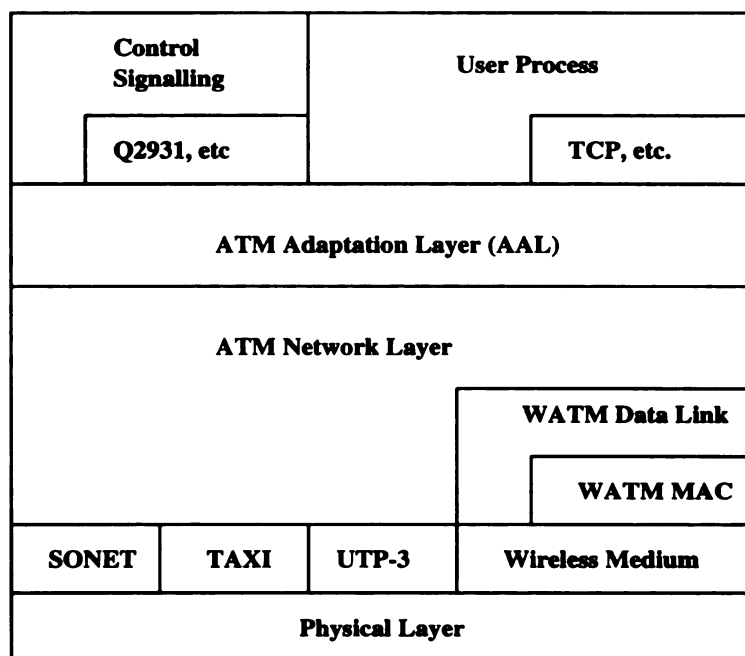 Control
Signalling
User Process
Q2931, etc
TCP, etc.
ATM Adaptation Layer (AAL)
ATM Network Layer
WATM Data Link
WATM MAC
SONET
TAXI
UTP-3
Wireless Medium
Physical Layer